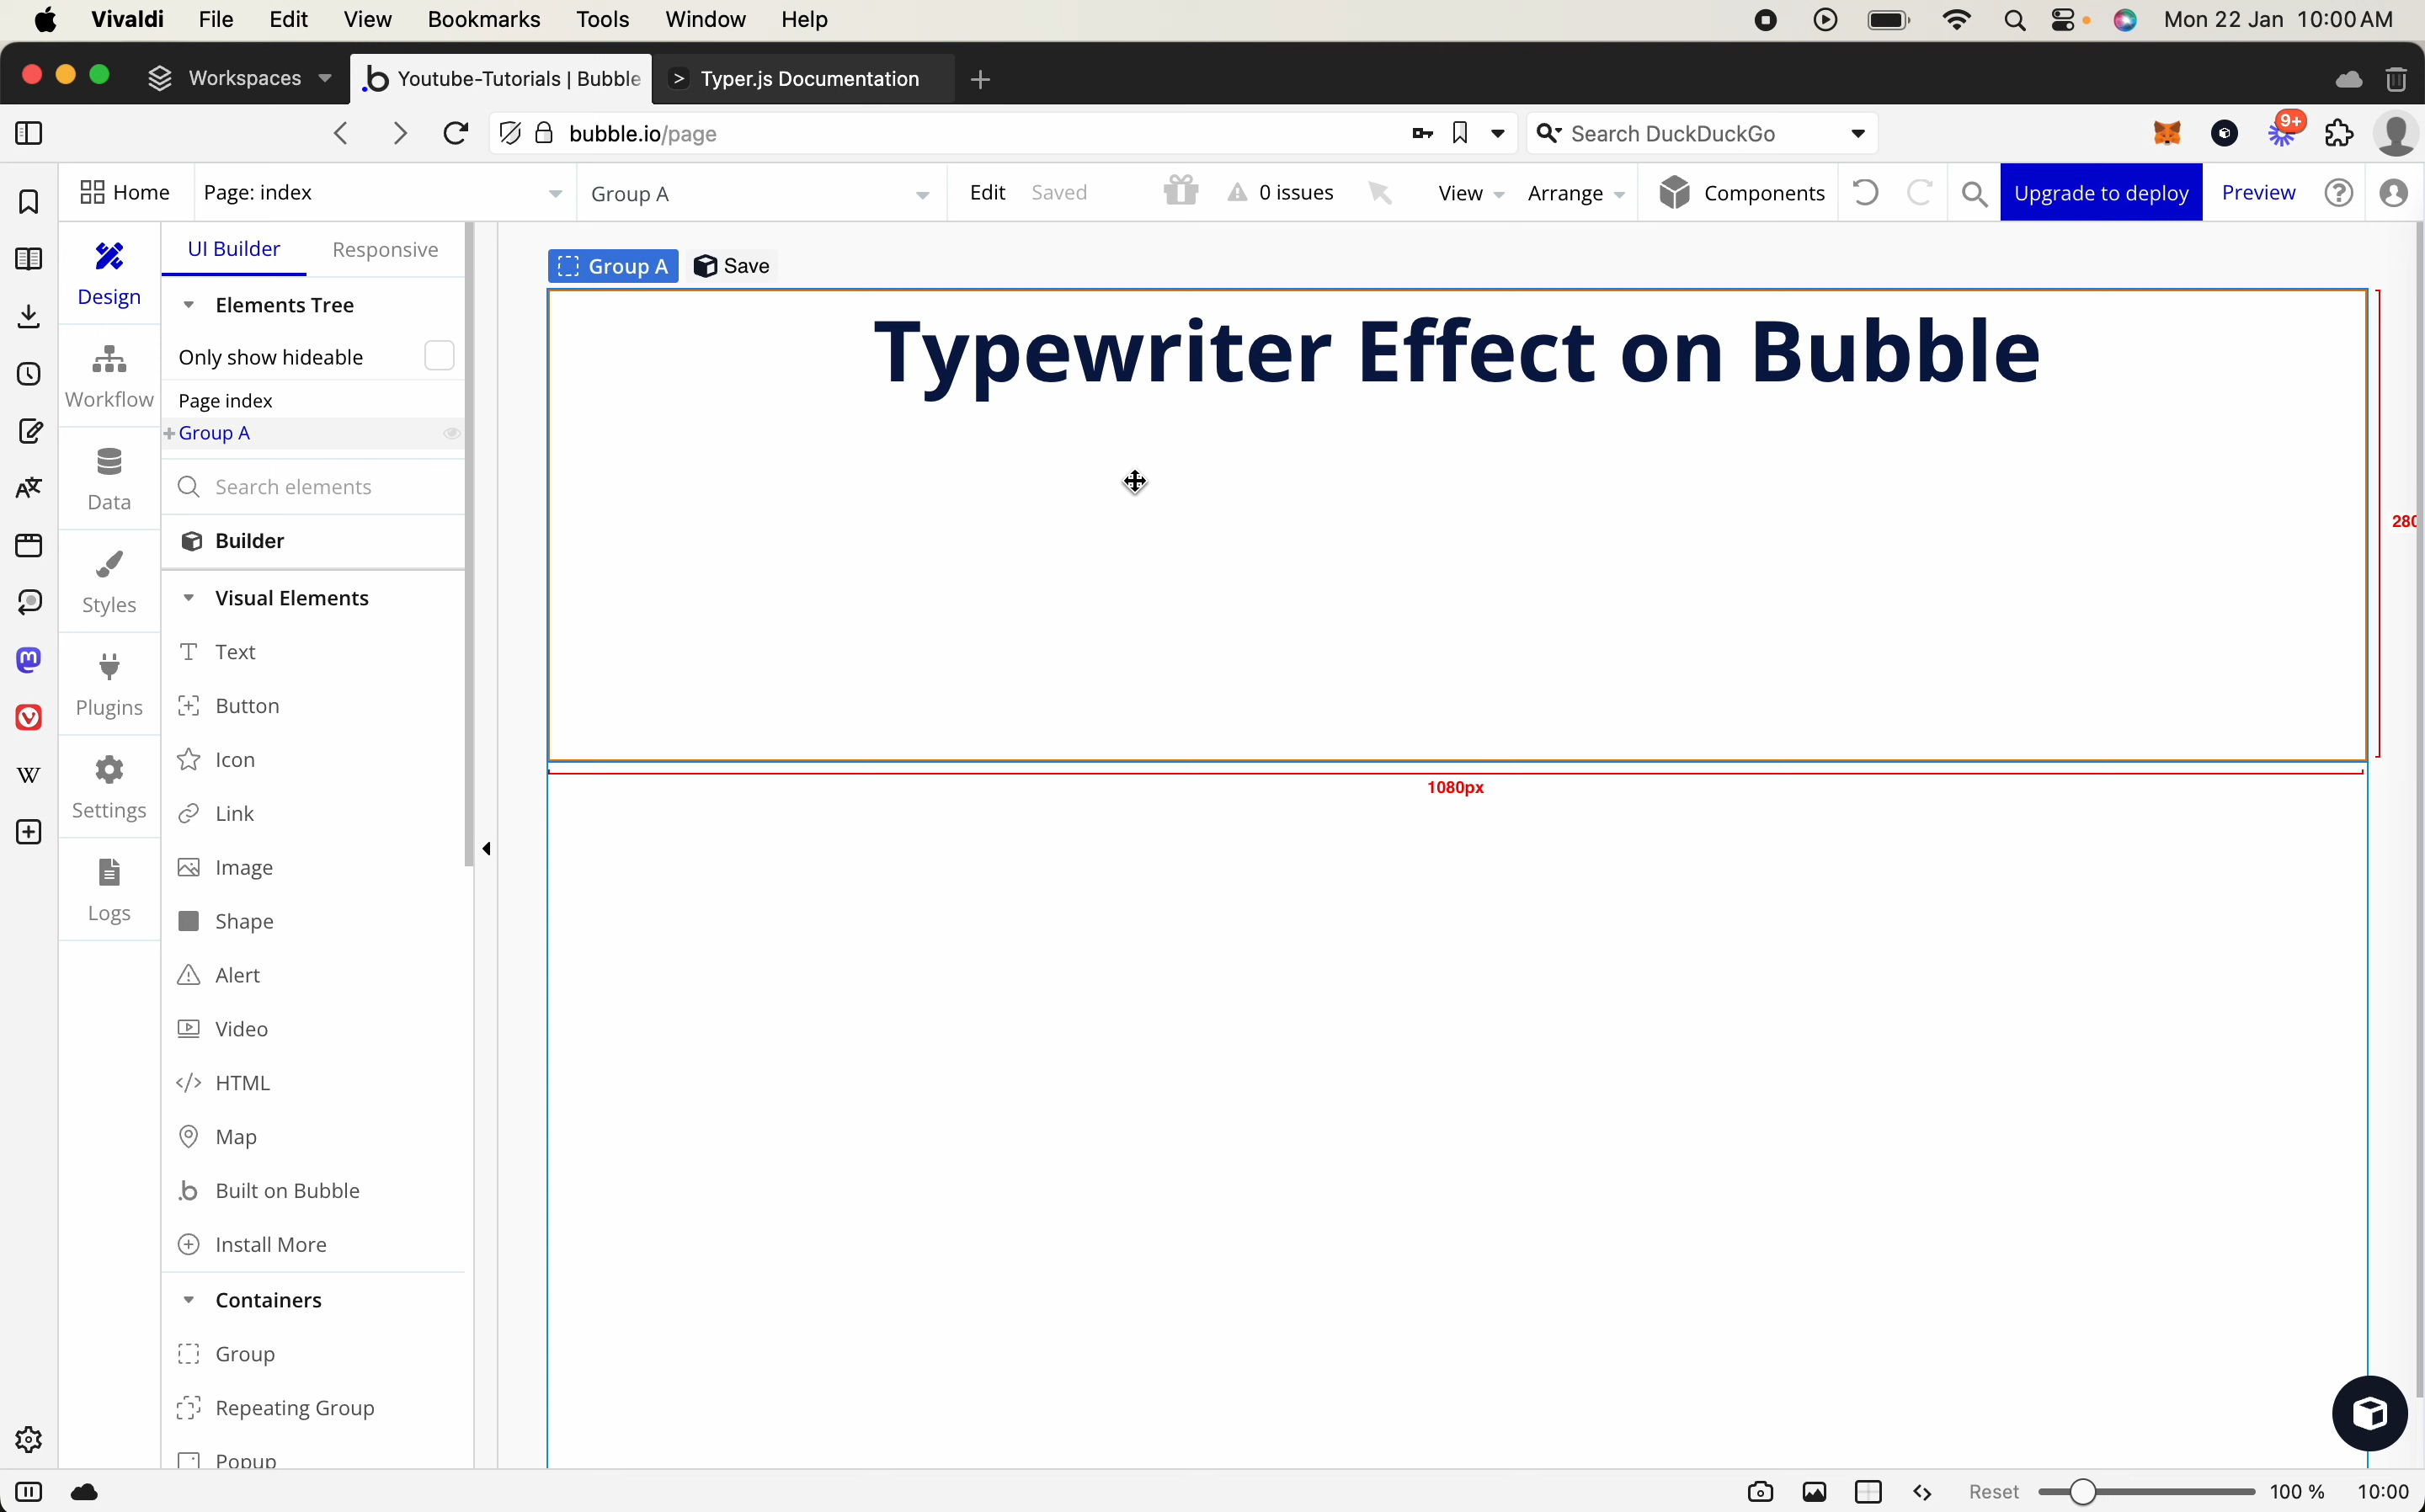 Vivaldi File Edit View Bookmarks Tools Window Help Mon 22 Jan 10:00 AM
Workspaces Youtube-Tutorials | Bubble > Typer.js Documentation
bubble.io/page Search DuckDuckGo 9+
Home Page: index Group A Edit Saved 0 issues View Arrange Components Upgrade to deploy Preview
Design
Workflow
Data
Styles
Plugins
Settings
Logs
UI Builder Responsive
Elements Tree
Only show hideable
Page index
Group A
Search elements
Builder
Visual Elements
Text
Button
Icon
Link
Image
Shape
Alert
Video
HTML
Map
Built on Bubble
Install More
Containers
Group
Repeating Group
Popup
Group A Save
Typewriter Effect on Bubble
280
1080px
Reset 100 % 10:00